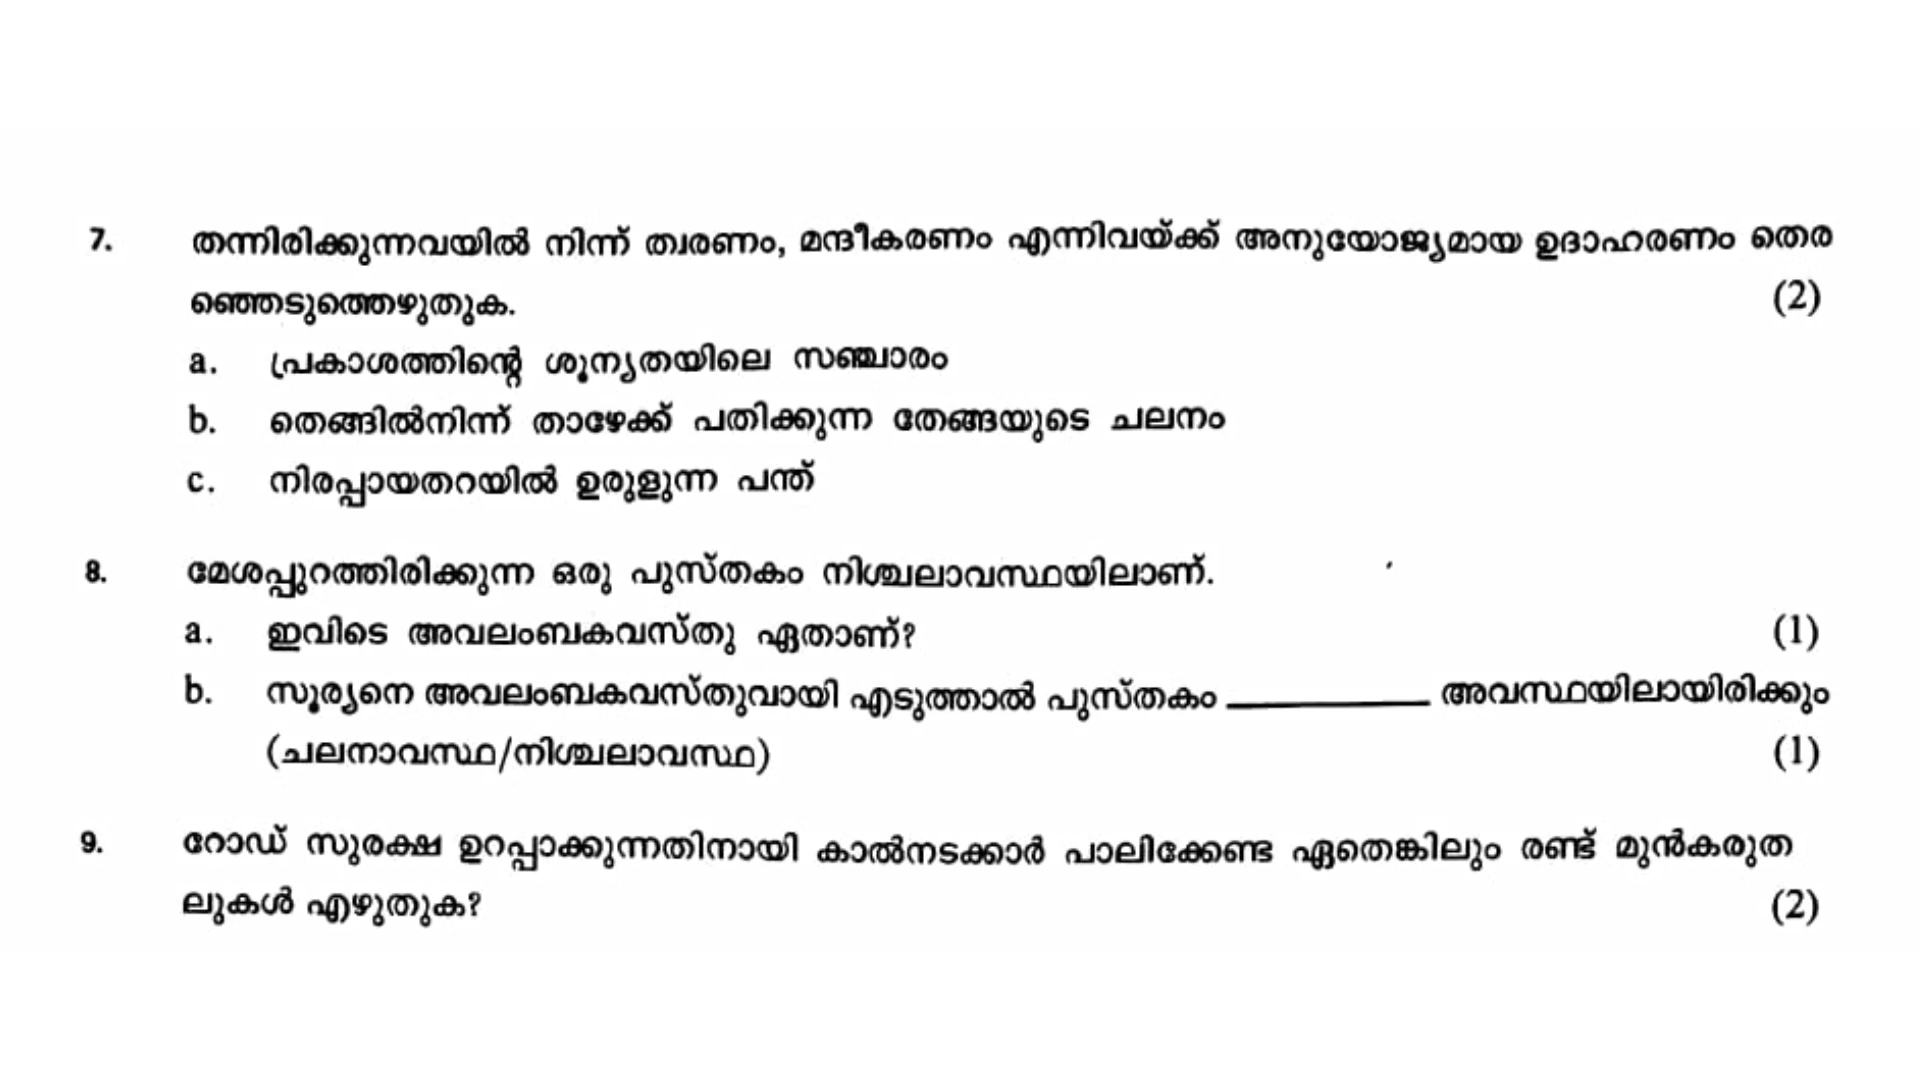 7. തന്നിരിക്കുന്നവയിൽ നിന്ന് ത്വരണം, മന്ദീകരണം എന്നിവയ്ക്ക് അനുയോജ്യമായ ഉദാഹരണം തെര
ഞ്ഞെടുത്തെഴുതുക. (2)
a. പ്രകാശത്തിന്റെ ശൂന്യതയിലെ സഞ്ചാരം
b. തെങ്ങിൽനിന്ന് താഴേക്ക് പതിക്കുന്ന തേങ്ങയുടെ ചലനം
c. നിരപ്പായതറയിൽ ഉരുളുന്ന പന്ത്
8. മേശപ്പുറത്തിരിക്കുന്ന ഒരു പുസ്തകം നിശ്ചലാവസ്ഥയിലാണ്.
a. ഇവിടെ അവലംബകവസ്തു ഏതാണ്? (1)
b. സൂര്യനെ അവലംബകവസ്തുവായി എടുത്താൽ പുസ്തകം __________ അവസ്ഥയിലായിരിക്കും
(ചലനാവസ്ഥ/നിശ്ചലാവസ്ഥ) (1)
9. റോഡ് സുരക്ഷ ഉറപ്പാക്കുന്നതിനായി കാൽനടക്കാർ പാലിക്കേണ്ട ഏതെങ്കിലും രണ്ട് മുൻകരുത
ലുകൾ എഴുതുക? (2)